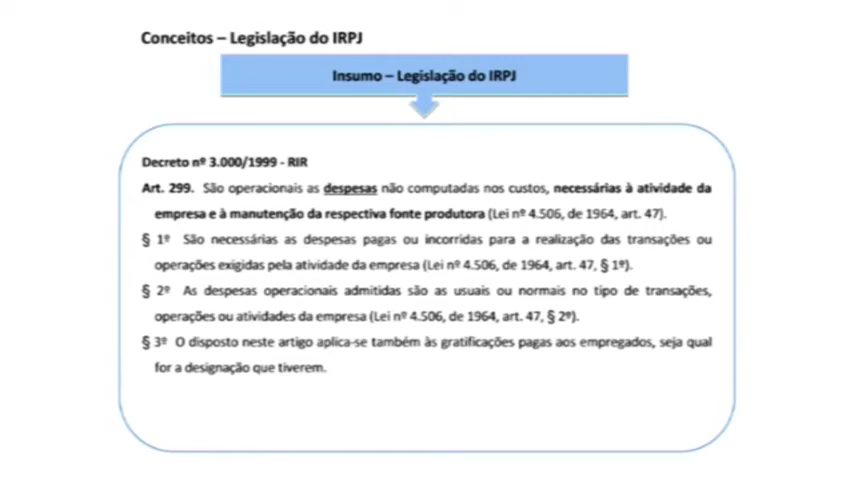 Conceitos – Legislação do IRPJ
Insumo – Legislação do IRPJ
Decreto nº 3.000/1999 - RIR
Art. 299. São operacionais as despesas não computadas nos custos, necessárias à atividade da
empresa e à manutenção da respectiva fonte produtora (Lei nº 4.506, de 1964, art. 47).
§ 1º São necessárias as despesas pagas ou incorridas para a realização das transações ou
operações exigidas pela atividade da empresa (Lei nº 4.506, de 1964, art. 47, § 1º).
§ 2º As despesas operacionais admitidas são as usuais ou normais no tipo de transações,
operações ou atividades da empresa (Lei nº 4.506, de 1964, art. 47, § 2º).
§ 3º O disposto neste artigo aplica-se também às gratificações pagas aos empregados, seja qual
for a designação que tiverem.